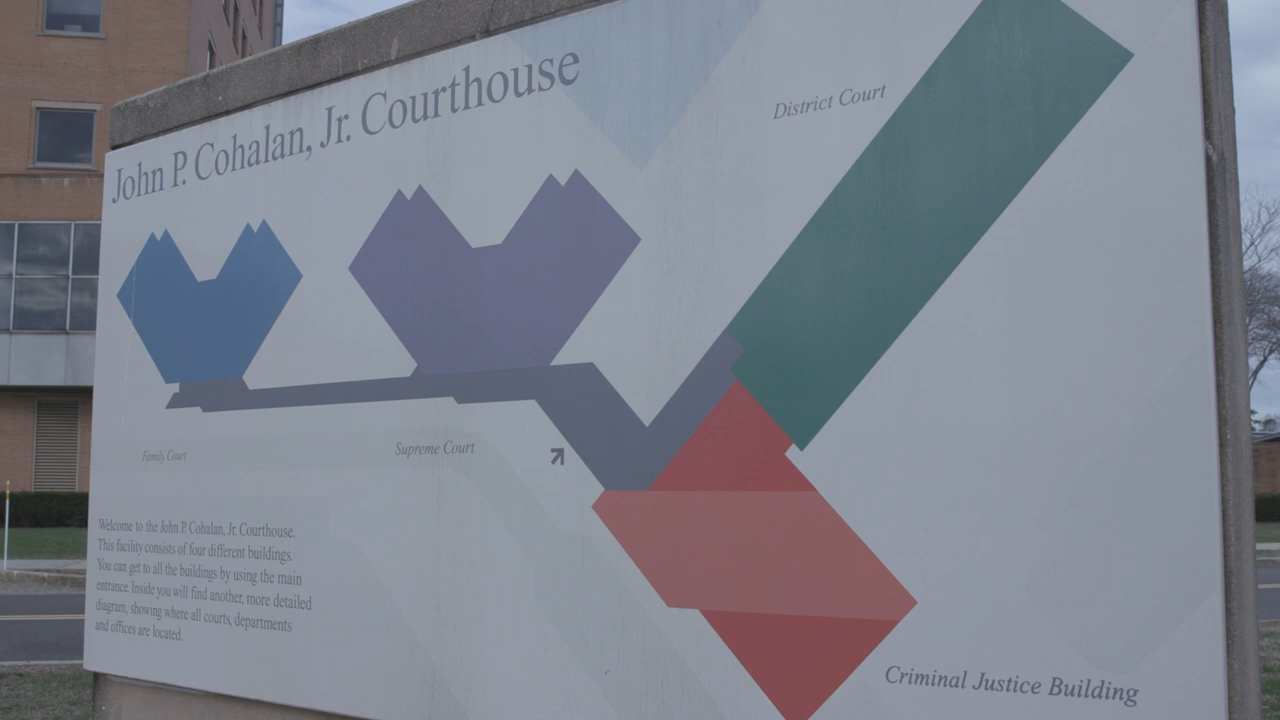 John P. Cohalan, Jr. Courthouse
District Court
Family Court
Supreme Court
Welcome to the John P. Cohalan, Jr. Courthouse.
This facility consists of four different buildings.
You can get to all the buildings by using the main
entrance. Inside you will find another, more detailed
diagram, showing where all courts, departments
and offices are located.
Criminal Justice Building